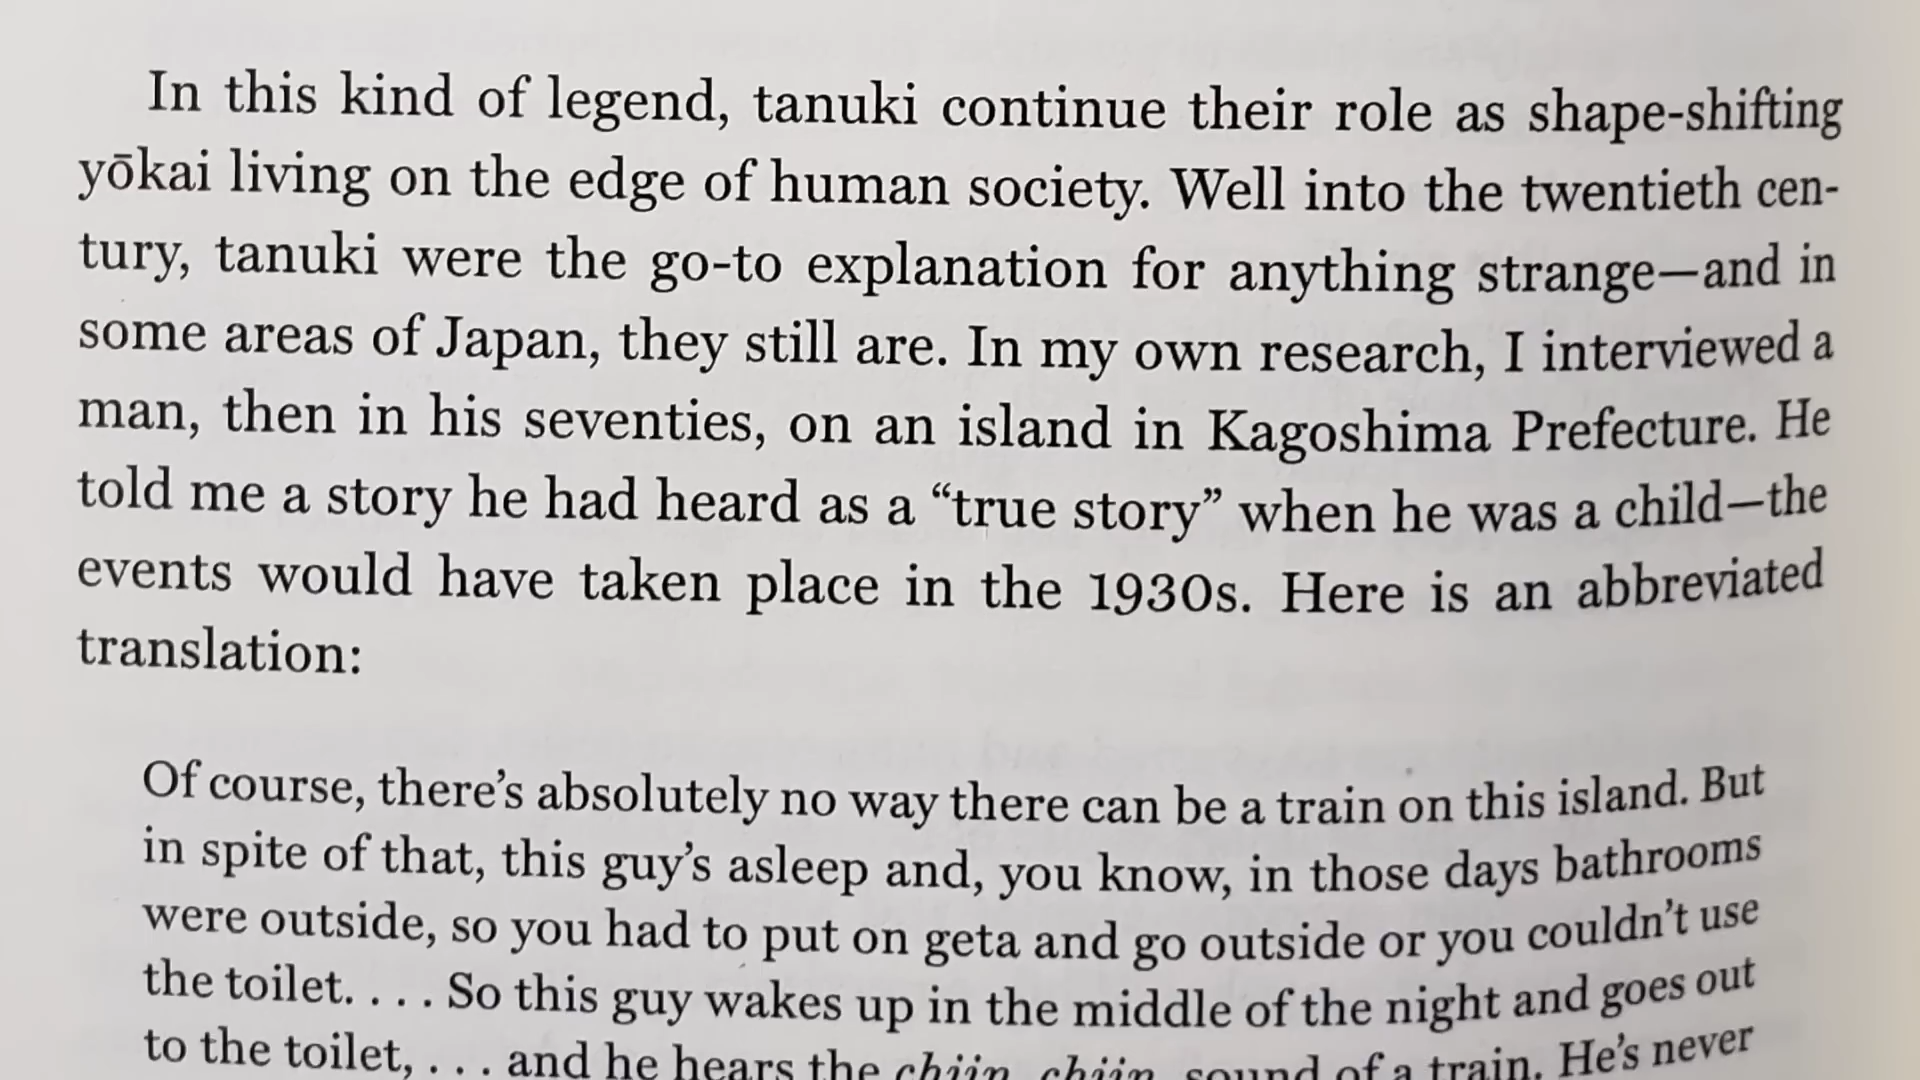 In this kind of legend, tanuki continue their role as shape-shifting
yōkai living on the edge of human society. Well into the twentieth cen-
tury, tanuki were the go-to explanation for anything strange—and in
some areas of Japan, they still are. In my own research, I interviewed a
man, then in his seventies, on an island in Kagoshima Prefecture. He
told me a story he had heard as a “true story” when he was a child—the
events would have taken place in the 1930s. Here is an abbreviated
translation:
Of course, there’s absolutely no way there can be a train on this island. But
in spite of that, this guy’s asleep and, you know, in those days bathrooms
were outside, so you had to put on geta and go outside or you couldn’t use
the toilet. . . . So this guy wakes up in the middle of the night and goes out
to the toilet, . . . and he hears the chiin, chiin, sound of a train. He’s never